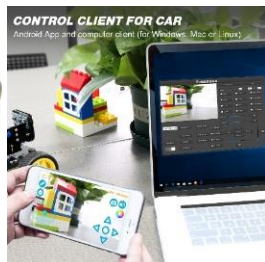 CONTROL CLIENT FOR CAR
Android App and computer client (for Windows, Mac or Linux)